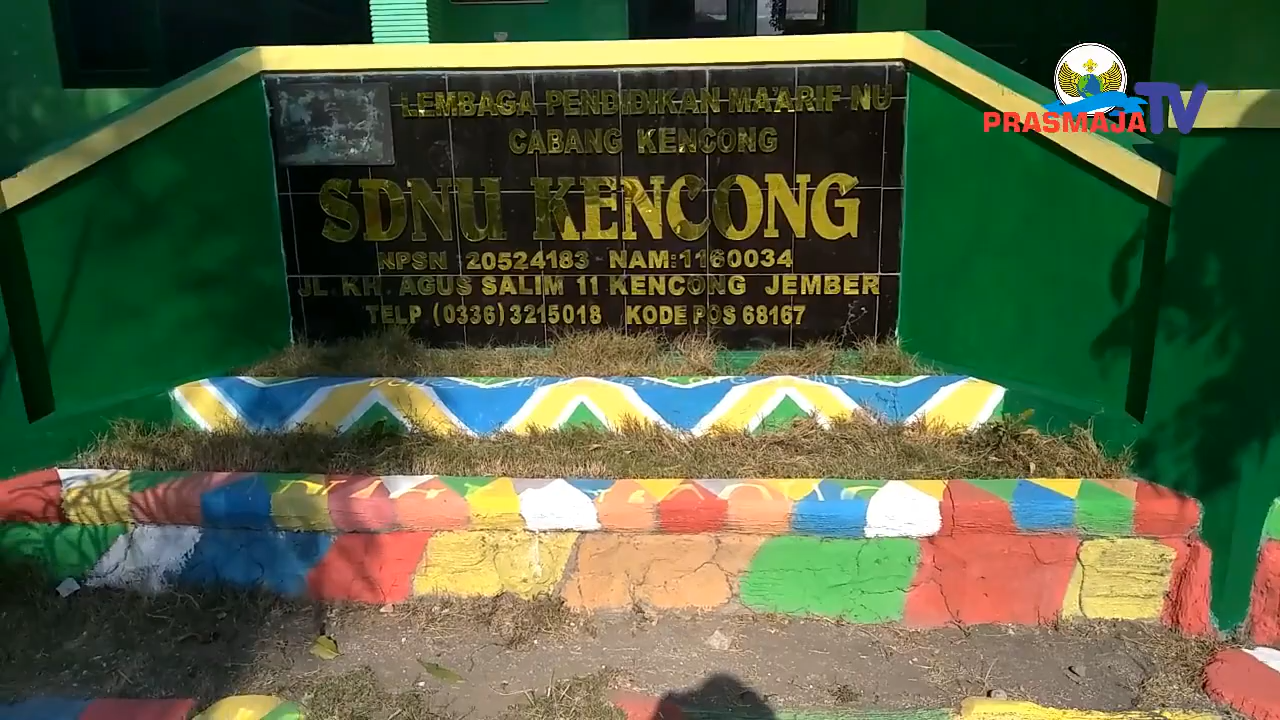 LEMBAGA PENDIDIKAN MA'ARIF NU
CABANG KENCONG
SDNU KENCONG
NPSN 20524183 NAM:1160034
JL. KH. AGUS SALIM 11 KENCONG JEMBER
TELP (0336)3215018 KODE POS 68167
PRASMAJA TV